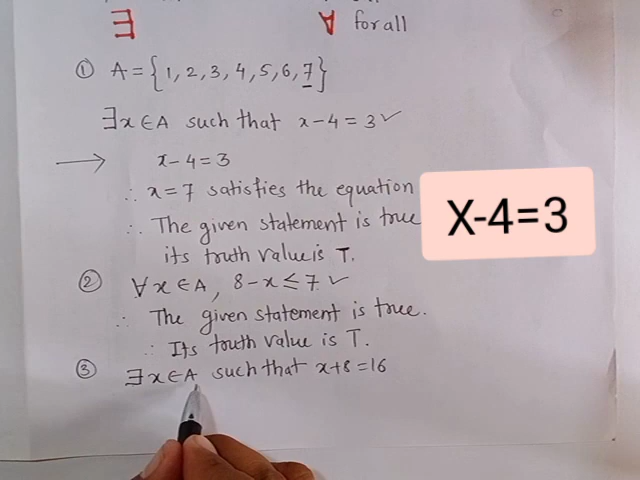 ∃ ∀ for all
① A = {1, 2, 3, 4, 5, 6, 7}
∃x ∈ A such that x-4 = 3 ✓
→ x-4=3
∴ x=7 satisfies the equation
∴ The given statement is true
its truth value is T.
X-4=3
② ∀x ∈ A, 8-x ≤ 7 ✓
∴ The given statement is true.
∴ Its truth value is T.
③ ∃x ∈ A such that x+8=16